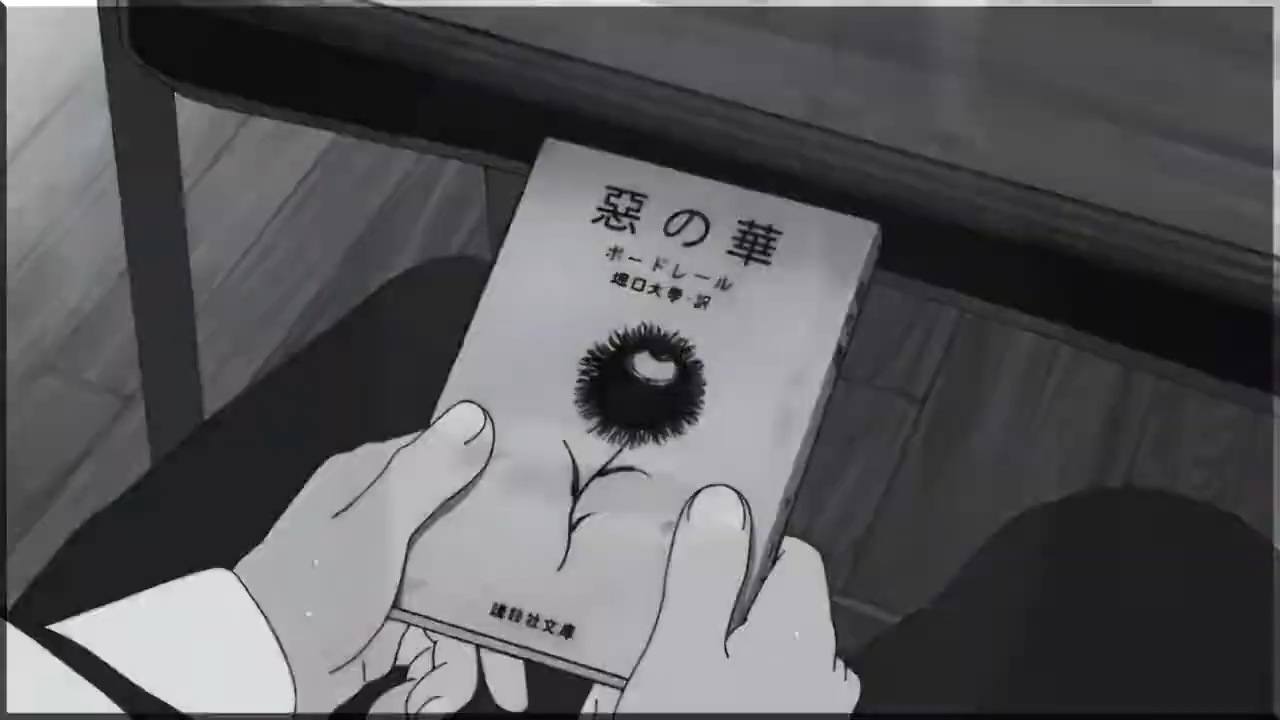 惡の華
ボードレール
堀口大學・訳
講談社文庫